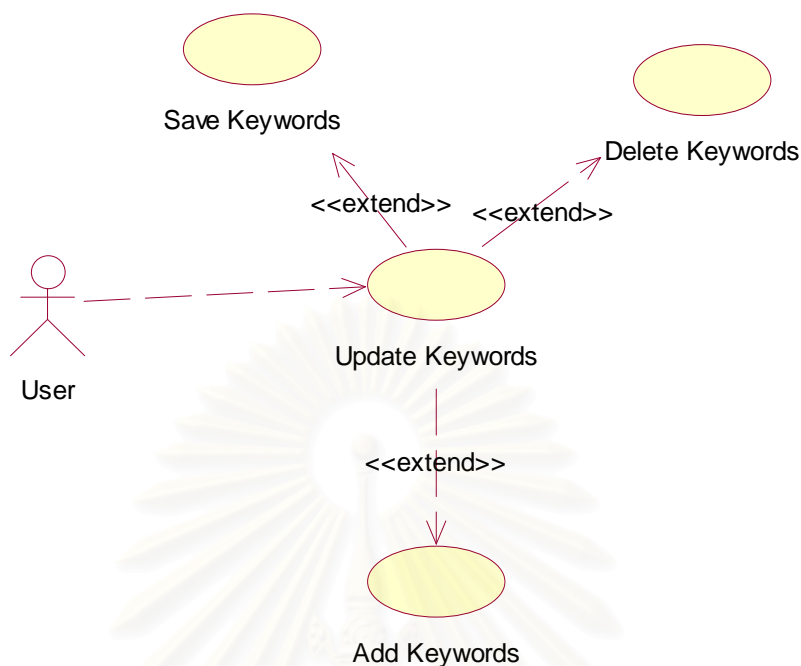 Save Keywords
Delete Keywords
<<extend>>
<<extend>>
User
Update Keywords
<<extend>>
Add Keywords